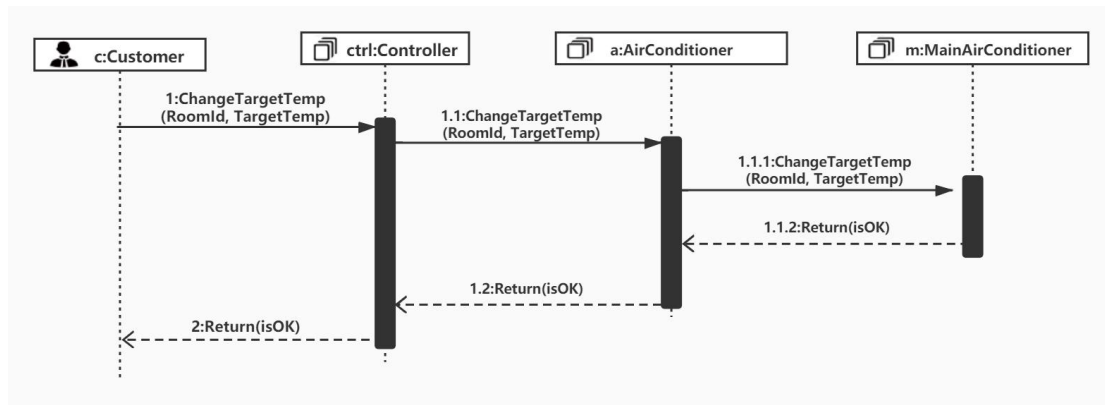 c:Customer
ctrl:Controller
a:AirConditioner
m:MainAirConditioner
1:ChangeTargetTemp
(RoomId, TargetTemp)
1.1:ChangeTargetTemp
(RoomId, TargetTemp)
1.1.1:ChangeTargetTemp
(RoomId, TargetTemp)
1.1.2:Return(isOK)
1.2:Return(isOK)
2:Return(isOK)